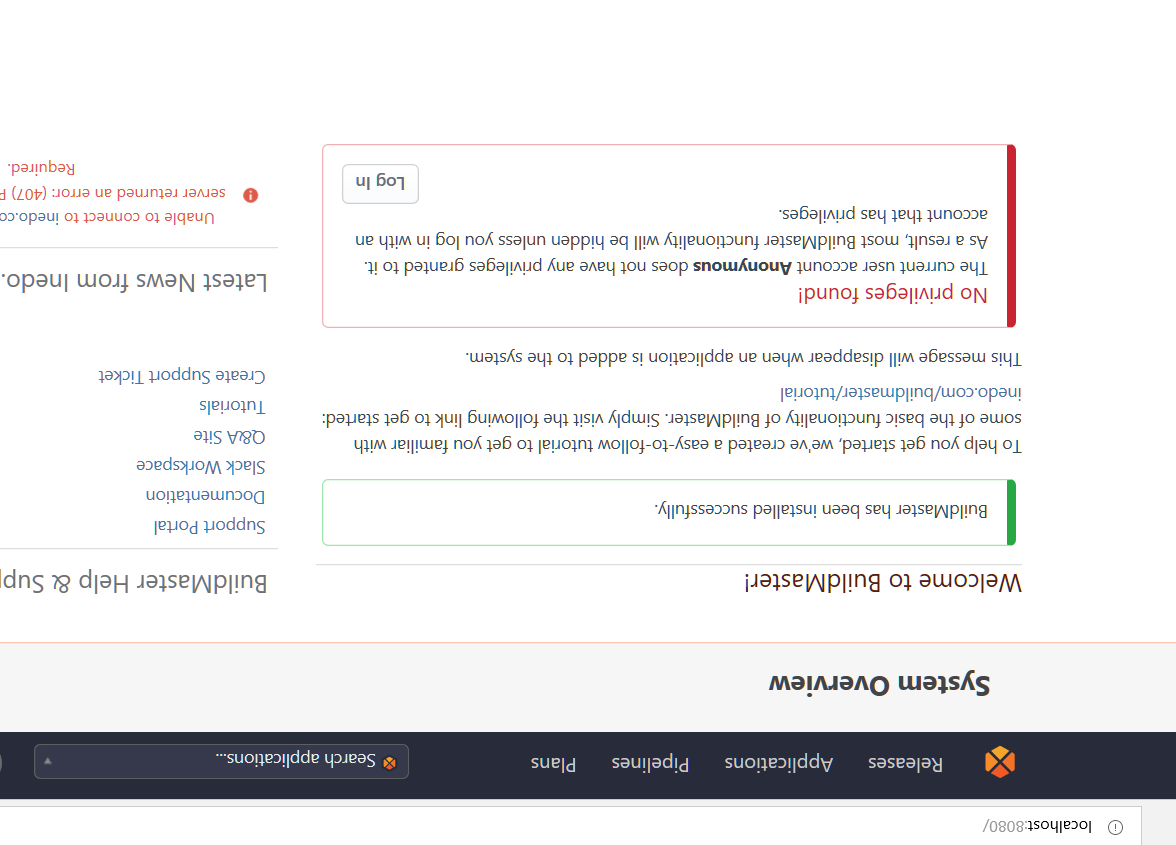 localhost:8080/
Releases Applications Pipelines Plans Search applications...
System Overview
Welcome to BuildMaster!
BuildMaster has been installed successfully.
To help you get started, we've created a easy-to-follow tutorial to get you familiar with
some of the basic functionality of BuildMaster. Simply visit the following link to get started:
inedo.com/buildmaster/tutorial
This message will disappear when an application is added to the system.
No privileges found!
The current user account Anonymous does not have any privileges granted to it.
As a result, most BuildMaster functionality will be hidden unless you log in with an
account that has privileges.
Log In
BuildMaster Help & Supp
Support Portal
Documentation
Slack Workspace
Q&A Site
Tutorials
Create Support Ticket
Latest News from Inedo.
Unable to connect to inedo.co
server returned an error: (407) P
Required.